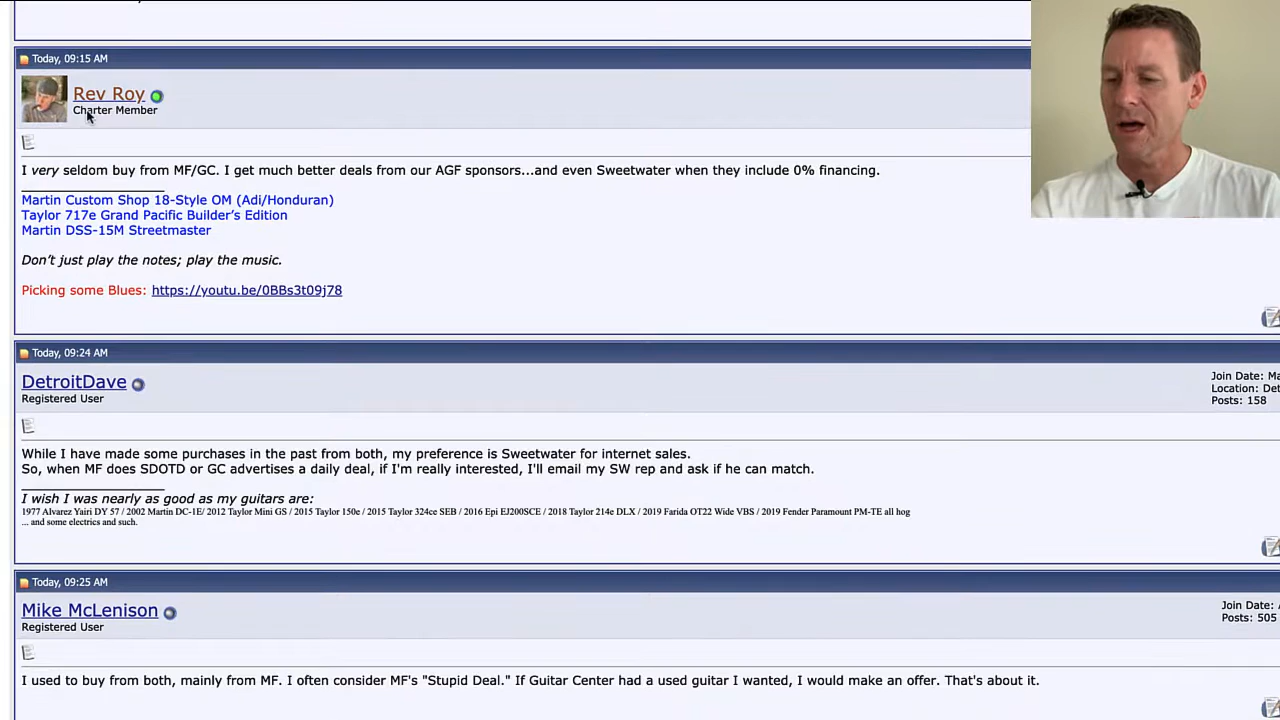 Today, 09:15 AM
Rev Roy
Charter Member
I very seldom buy from MF/GC. I get much better deals from our AGF sponsors...and even Sweetwater when they include 0% financing.
Martin Custom Shop 18-Style OM (Adi/Honduran)
Taylor 717e Grand Pacific Builder’s Edition
Martin DSS-15M Streetmaster
Don’t just play the notes; play the music.
Picking some Blues: https://youtu.be/0BBs3t09j78
Today, 09:24 AM
DetroitDave
Registered User
Join Date: Ma
Location: Det
Posts: 158
While I have made some purchases in the past from both, my preference is Sweetwater for internet sales.
So, when MF does SDOTD or GC advertises a daily deal, if I'm really interested, I'll email my SW rep and ask if he can match.
I wish I was nearly as good as my guitars are:
1977 Alvarez Yairi DY 57 / 2002 Martin DC-1E/ 2012 Taylor Mini GS / 2015 Taylor 150e / 2015 Taylor 324ce SEB / 2016 Epi EJ200SCE / 2018 Taylor 214e DLX / 2019 Farida OT22 Wide VBS / 2019 Fender Paramount PM-TE all hog
... and some electrics and such.
Today, 09:25 AM
Mike McLenison
Registered User
Join Date:
Posts: 505
I used to buy from both, mainly from MF. I often consider MF's "Stupid Deal." If Guitar Center had a used guitar I wanted, I would make an offer. That's about it.